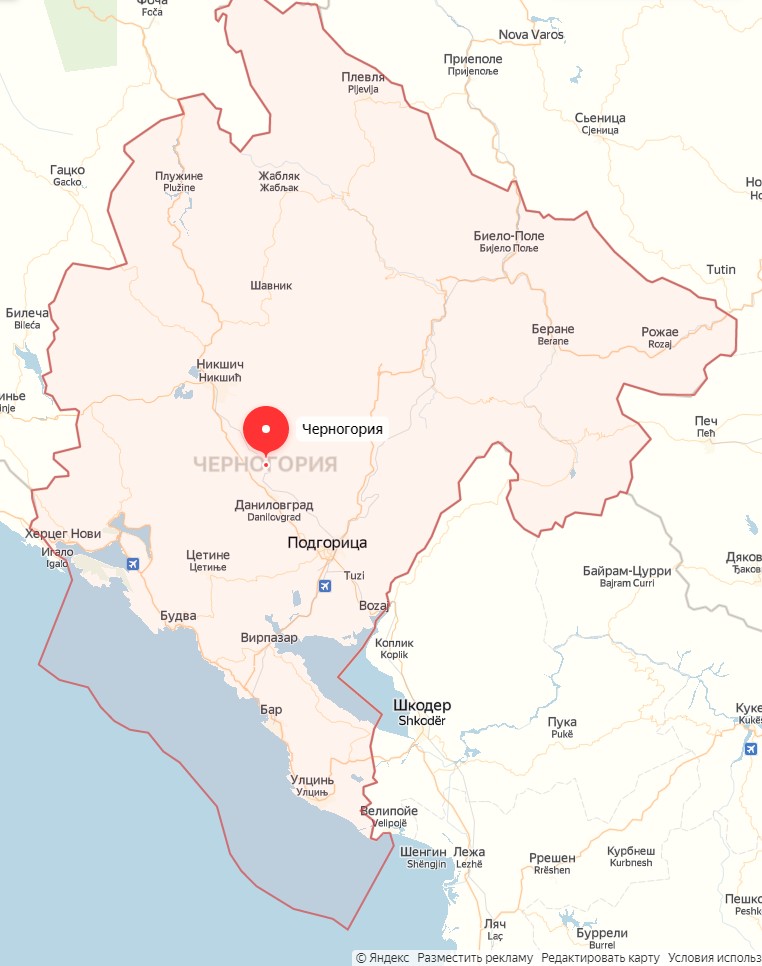 Фоча
Foča
Nova Varos
Приеполе
Пријепоље
Плевля
Pljevlja
Сьеница
Сјеница
Гацко
Gacko
Плужине
Plužine
Жабляк
Жабљак
Но
Но
Биело-Поле
Бијело Поље
Tutin
Шавник
Билеча
Bileća
Беране
Berane
Рожае
Rozaj
Никшич
Никшић
инье
inje
Черногория
Печ
Пећ
ЧЕРНОГОРИЯ
Даниловград
Danilovgrad
Херцег Нови
Игало
Igalo
Подгорица
Цетине
Цетиње
Tuzi
Байрам-Цурри
Bajram Curri
Дяков
Ђаков
Bozaj
Будва
Вирпазар
Коплик
Koplik
Бар
Шкодер
Shkodër
Пука
Pukë
Куке
Kukës
Улцинь
Улцињ
Велипойе
Velipojë
Шенгин
Shëngjin
Лежа
Lezhë
Ррешен
Rrëshen
Курбнеш
Kurbnesh
Пешко
Peshk
Ляч
Laç
Буррели
Burrel
© Яндекс Разместить рекламу Редактировать карту Условия использ